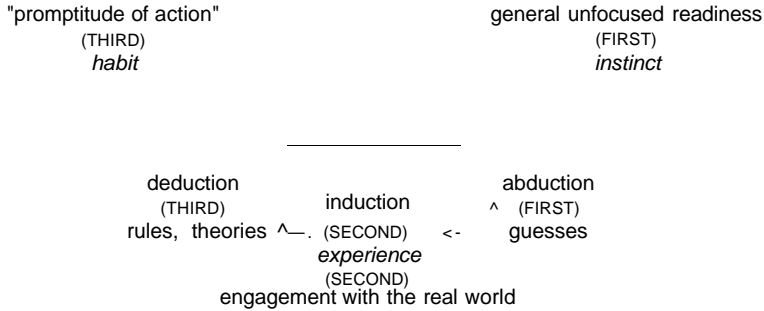 "promptitude of action" general unfocused readiness
(THIRD) (FIRST)
habit instinct
deduction abduction
induction
(THIRD) ^ (FIRST)
rules, theories ^—. (SECOND) <- guesses
experience
(SECOND)
engagement with the real world